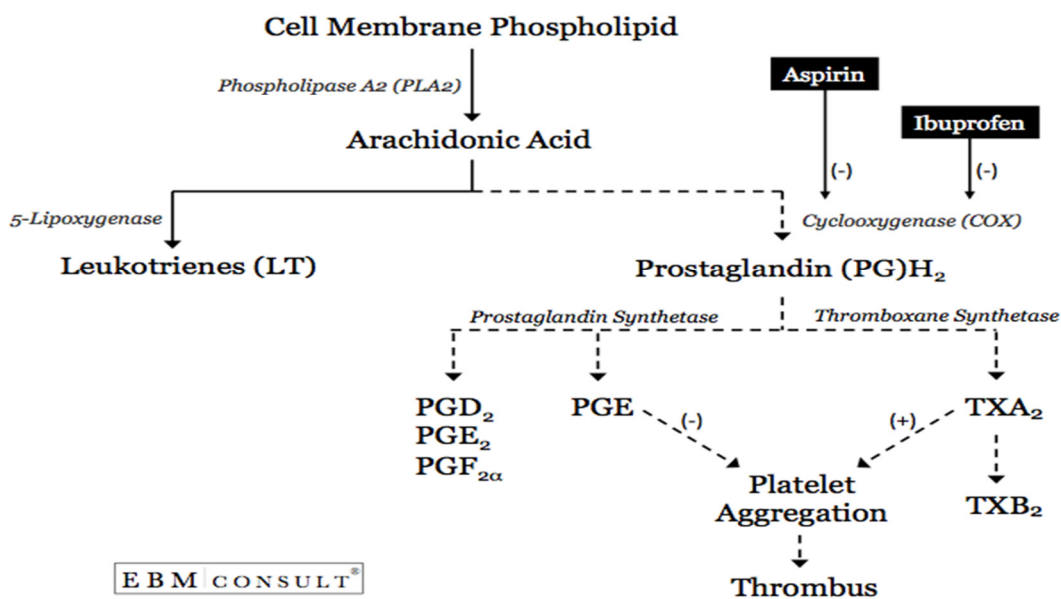 Cell Membrane Phospholipid
Phospholipase A2 (PLA2)
Aspirin
Ibuprofen
Arachidonic Acid
(-)
(-)
5-Lipoxygenase
Cyclooxygenase (COX)
Leukotrienes (LT)
Prostaglandin (PG)H₂
Prostaglandin Synthetase
Thromboxane Synthetase
PGD₂
PGE₂
PGF₂α
PGE
TXA₂
(-)
(+)
Platelet
Aggregation
TXB₂
Thrombus
EBM CONSULT®